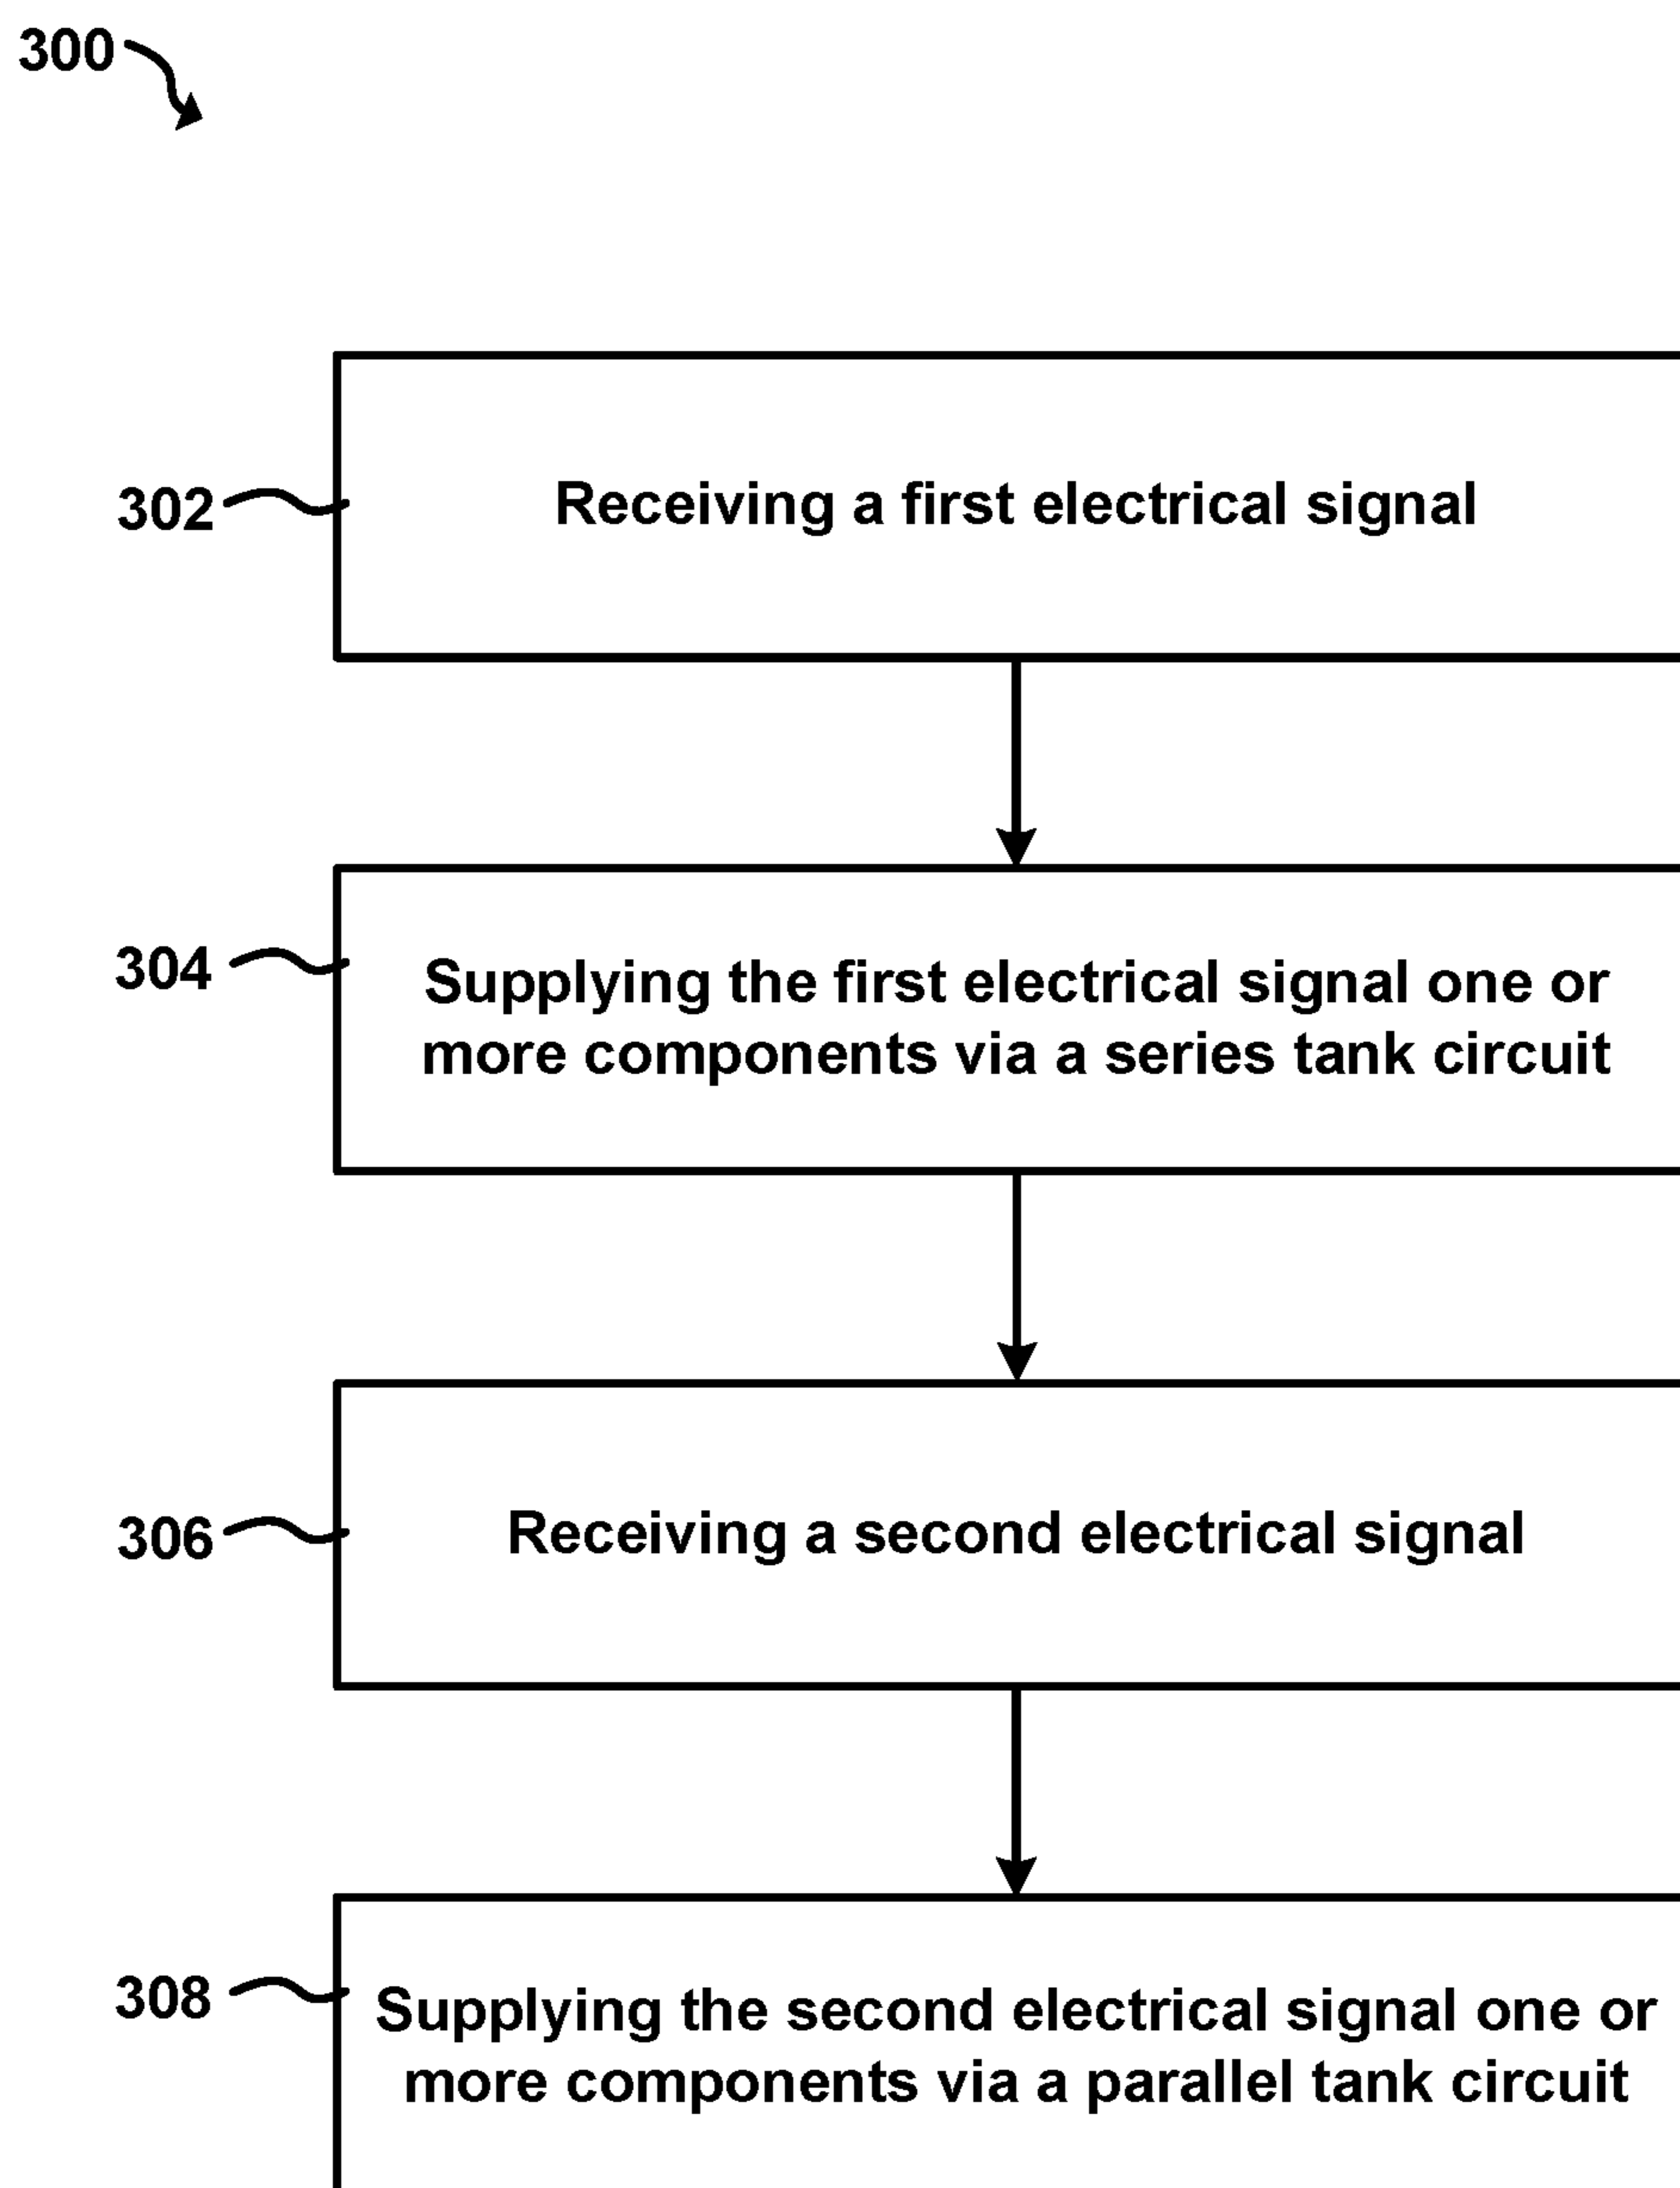 300
302
Receiving a first electrical signal
304
Supplying the first electrical signal one or
more components via a series tank circuit
306
Receiving a second electrical signal
308
Supplying the second electrical signal one or
more components via a parallel tank circuit